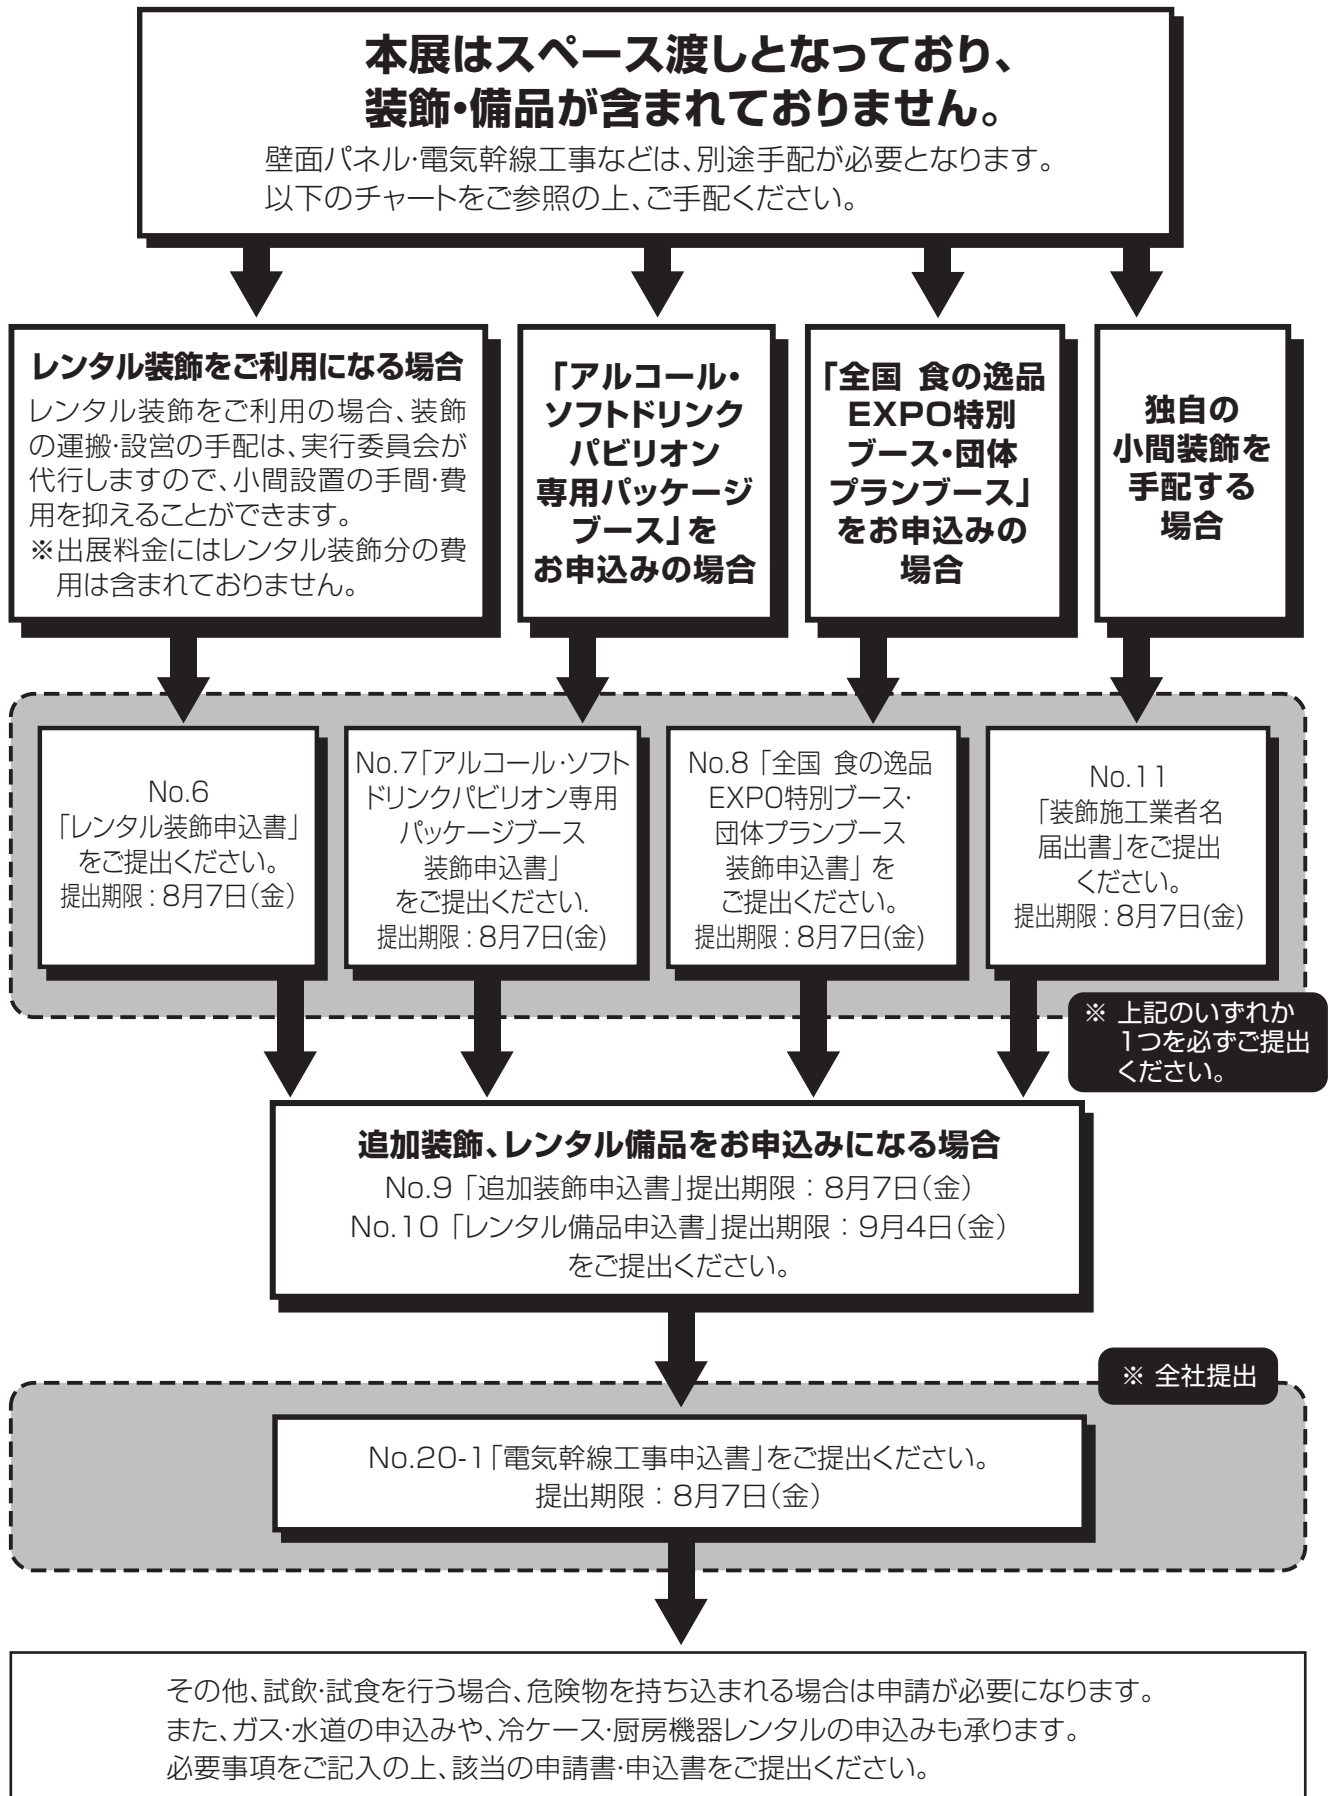 本展はスペース渡しとなっており、
装飾・備品が含まれておりません。
壁面パネル・電気幹線工事などは、別途手配が必要となります。
以下のチャートをご参照の上、ご手配ください。
レンタル装飾をご利用になる場合
レンタル装飾をご利用の場合、装飾
の運搬・設営の手配は、実行委員会が
代行しますので、小間設置の手間・費
用を抑えることができます。
※出展料金にはレンタル装飾分の費
用は含まれておりません。
「アルコール・
ソフトドリンク
パビリオン
専用パッケージ
ブース」を
お申込みの場合
「全国 食の逸品
EXPO特別
ブース・団体
プランブース」
をお申込みの
場合
独自の
小間装飾を
手配する
場合
No.6
「レンタル装飾申込書」
をご提出ください。
提出期限：8月7日（金）
No.7「アルコール・ソフト
ドリンクパビリオン専用
パッケージブース
装飾申込書」
をご提出ください.
提出期限：8月7日(金)
No.8「全国 食の逸品
EXPO特別ブース・
団体プランブース
装飾申込書」を
ご提出ください。
提出期限：8月7日(金)
No.11
「装飾施工業者名
届出書」をご提出
ください。
提出期限：8月7日(金)
※ 上記のいずれか
1つを必ずご提出
ください。
追加装飾、レンタル備品をお申込みになる場合
No.9「追加装飾申込書」提出期限：8月7日（金）
No.10「レンタル備品申込書」提出期限：9月4日（金）
をご提出ください。
※ 全社提出
No.20-1「電気幹線工事申込書」をご提出ください。
提出期限：8月7日（金）
その他、試飲・試食を行う場合、危険物を持ち込まれる場合は申請が必要になります。
また、ガス・水道の申込みや、冷ケース・厨房機器レンタルの申込みも承ります。
必要事項をご記入の上、該当の申請書・申込書をご提出ください。